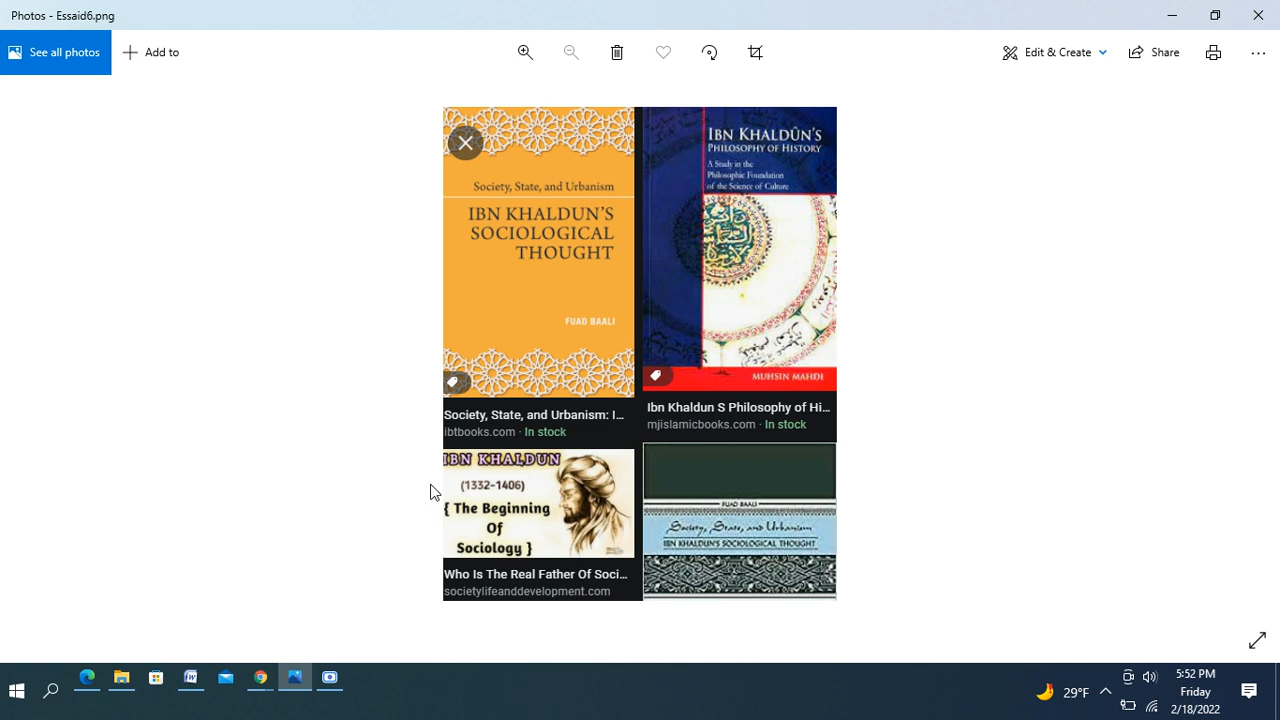 Photos - Essaid6.png
See all photos
Add to
Edit & Create
Share
Society, State, and Urbanism
IBN KHALDUN'S
SOCIOLOGICAL
THOUGHT
FUAD BAALI
Society, State, and Urbanism: I...
ibtbooks.com · In stock
IBN KHALDÛN'S
PHILOSOPHY OF HISTORY
A Study in the
Philosophic Foundation
of the Science of Culture
MUHSIN MAHDI
Ibn Khaldun S Philosophy of Hi...
mjislamicbooks.com · In stock
IBN KHALDUN
(1332-1406)
{ The Beginning
Of
Sociology }
Who Is The Real Father Of Soci...
societylifeanddevelopment.com
FUAD BAALI
Society, State, and Urbanism
IBN KHALDUN'S SOCIOLOGICAL THOUGHT
29°F
5:52 PM
Friday
2/18/2022